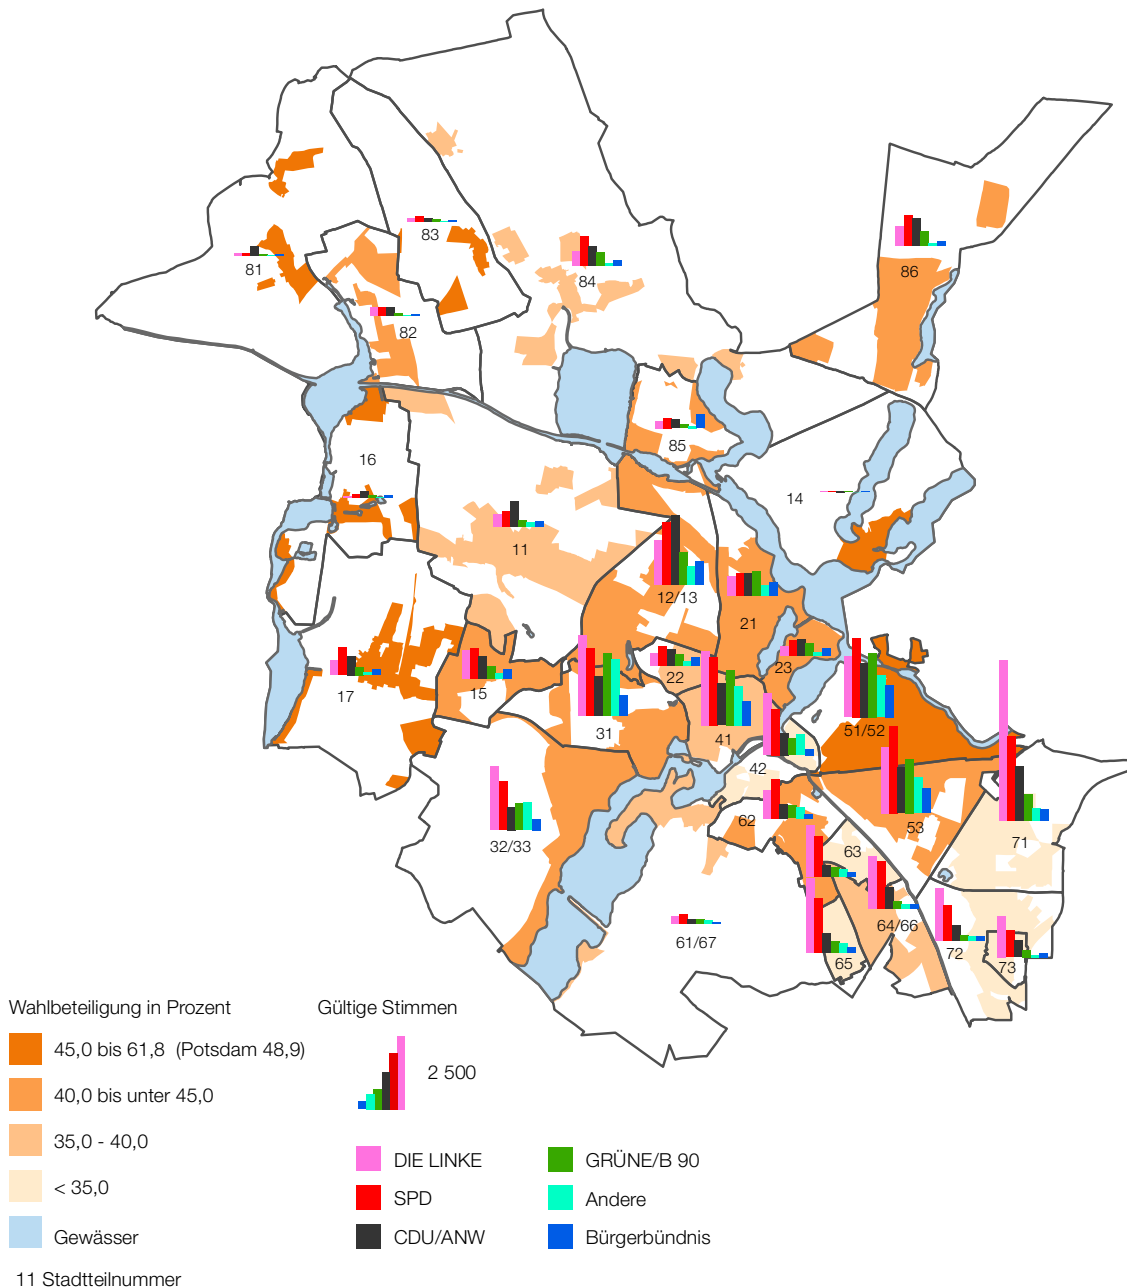 83
81
84
86
82
85
16
14
11
12/13
21
23
22
17
15
31
41
51/52
42
32/33
62
53
71
63
64/66
61/67
65
72
73
Wahlbeteiligung in Prozent
Gültige Stimmen
45,0 bis 61,8 (Potsdam 48,9)
2 500
40,0 bis unter 45,0
35,0 - 40,0
DIE LINKE
GRÜNE/B 90
< 35,0
SPD
Andere
Gewässer
CDU/ANW
Bürgerbündnis
11 Stadtteilnummer